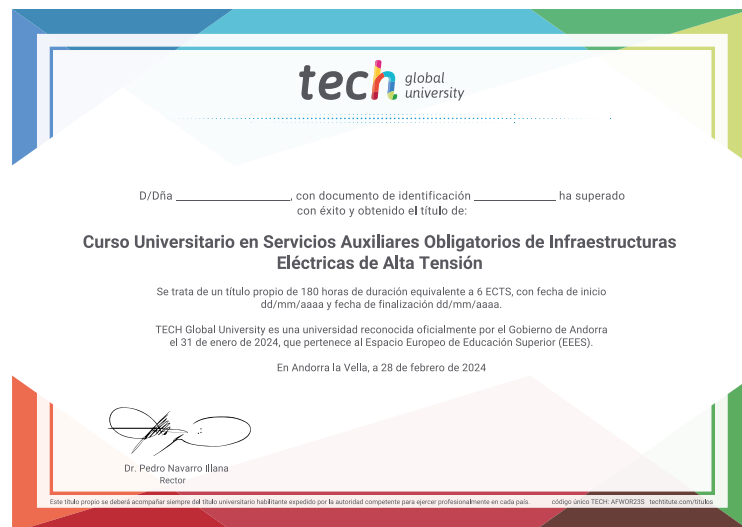 tech global university
D/Dña ____________________, con documento de identificación ______________ ha superado
con éxito y obtenido el título de:
Curso Universitario en Servicios Auxiliares Obligatorios de Infraestructuras
Eléctricas de Alta Tensión
Se trata de un título propio de 180 horas de duración equivalente a 6 ECTS, con fecha de inicio
dd/mm/aaaa y fecha de finalización dd/mm/aaaa.
TECH Global University es una universidad reconocida oficialmente por el Gobierno de Andorra
el 31 de enero de 2024, que pertenece al Espacio Europeo de Educación Superior (EEES).
En Andorra la Vella, a 28 de febrero de 2024
Dr. Pedro Navarro Illana
Rector
Este título propio se deberá acompañar siempre del título universitario habilitante expedido por la autoridad competente para ejercer profesionalmente en cada país. código único TECH: AFWOR23S techtitute.com/titulos